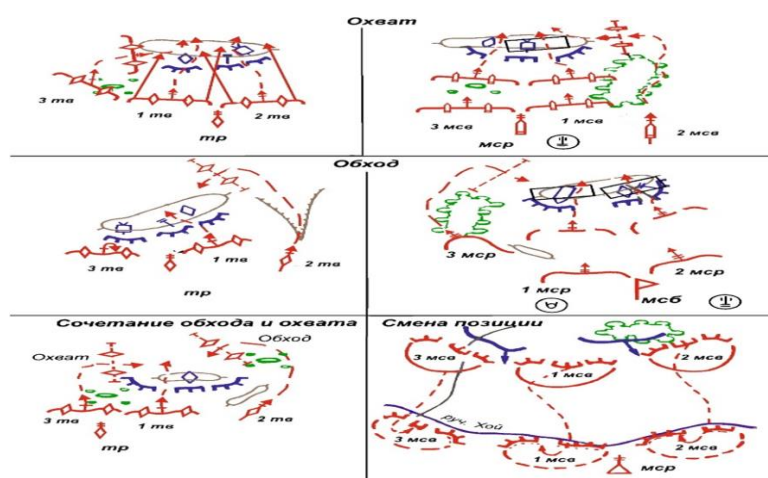 Охват
3 тв
1 тв
2 тв
тр
3 мсв
1 мсв
2 мсв
мср
Обход
3 тв
1 тв
2 тв
тр
3 мср
2 мср
1 мср
мсб
Сочетание обхода и охвата
Охват
Обход
3 тв
1 тв
2 тв
тр
Смена позиции
3 мсв
1 мсв
2 мсв
руч. Хой
3 мсв
1 мсв
2 мсв
мср